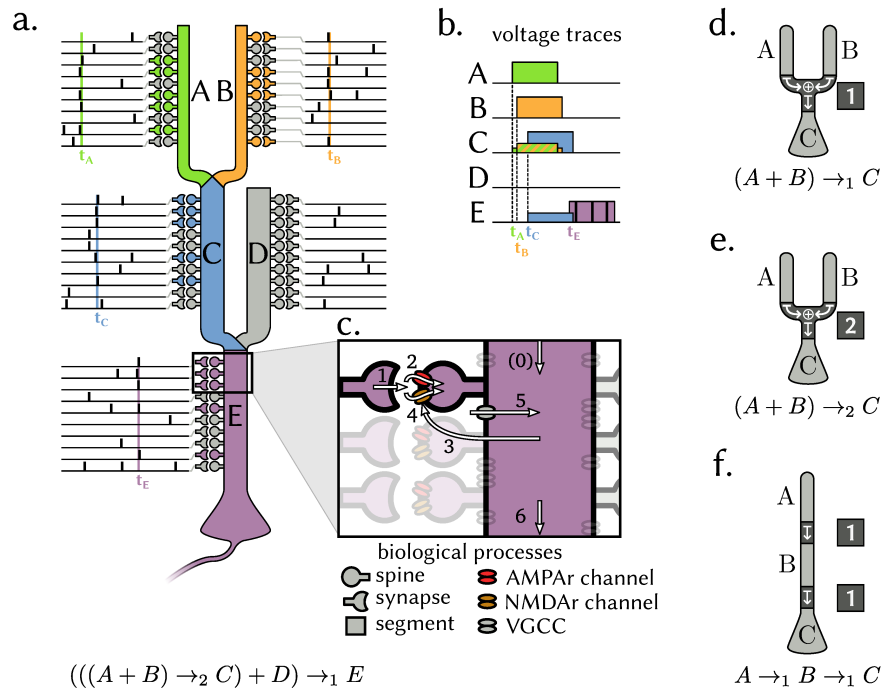 a.
A B
t_A
t_B
C
D
t_C
E
t_E
b.
voltage traces
A
B
C
D
E
t_A t_C t_E
t_B
c.
(0)
1 2
4 5
3
6
biological processes
spine AMPAr channel
synapse NMDAr channel
segment VGCC
(((A + B) →₂ C) + D) →₁ E
d.
A B
1
C
(A + B) →₁ C
e.
A B
2
C
(A + B) →₂ C
f.
A
1
B
1
C
A →₁ B →₁ C